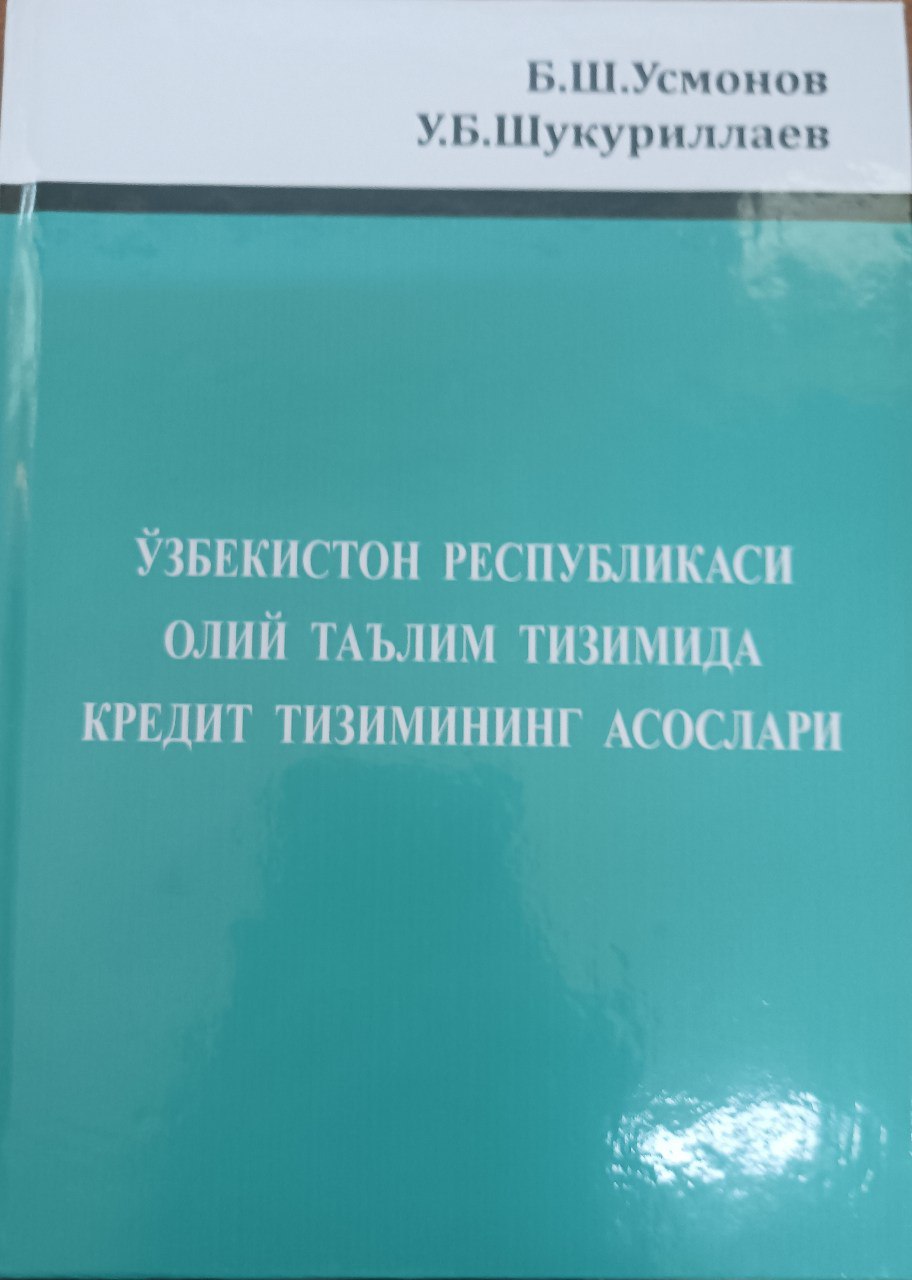 Б.Ш.Усмонов
У.Б.Шукуриллаев
ЎЗБЕКИСТОН РЕСПУБЛИКАСИ
ОЛИЙ ТАЪЛИМ ТИЗИМИДА
КРЕДИТ ТИЗИМИНИНГ АСОСЛАРИ